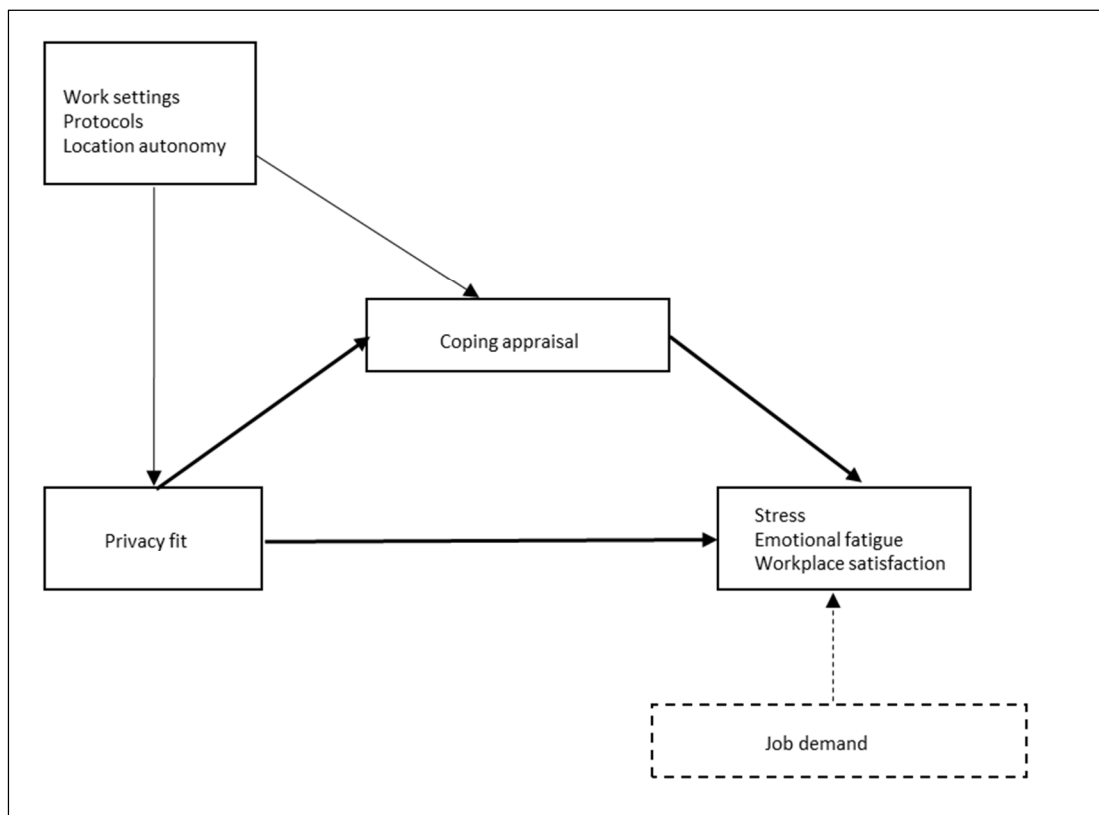 Work settings
Protocols
Location autonomy
Coping appraisal
Privacy fit
Stress
Emotional fatigue
Workplace satisfaction
Job demand